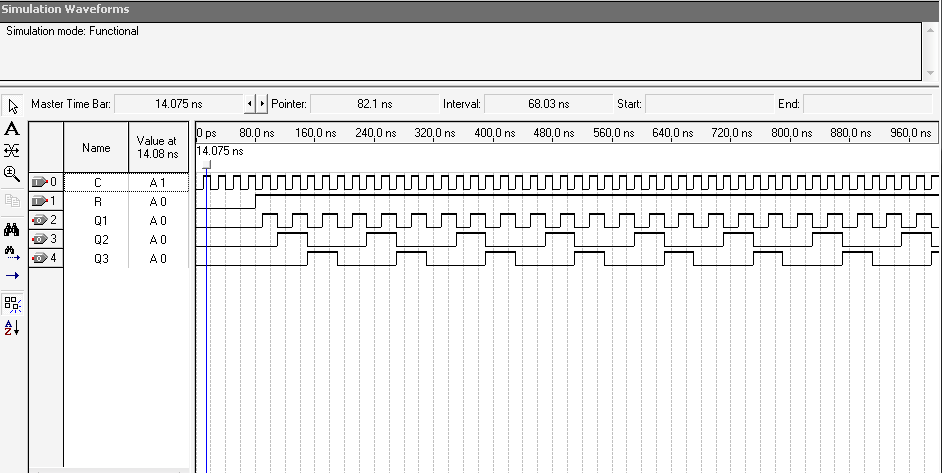 Simulation Waveforms
Simulation mode: Functional
Master Time Bar: 14.075 ns Pointer: 82.1 ns Interval: 68.03 ns Start: End:
Name Value at 14.08 ns 0 ps 80.0 ns 160.0 ns 240.0 ns 320.0 ns 400.0 ns 480.0 ns 560.0 ns 640.0 ns 720.0 ns 800.0 ns 880.0 ns 960.0 ns
14.075 ns
0 C A 1
1 R A 0
2 Q1 A 0
3 Q2 A 0
4 Q3 A 0